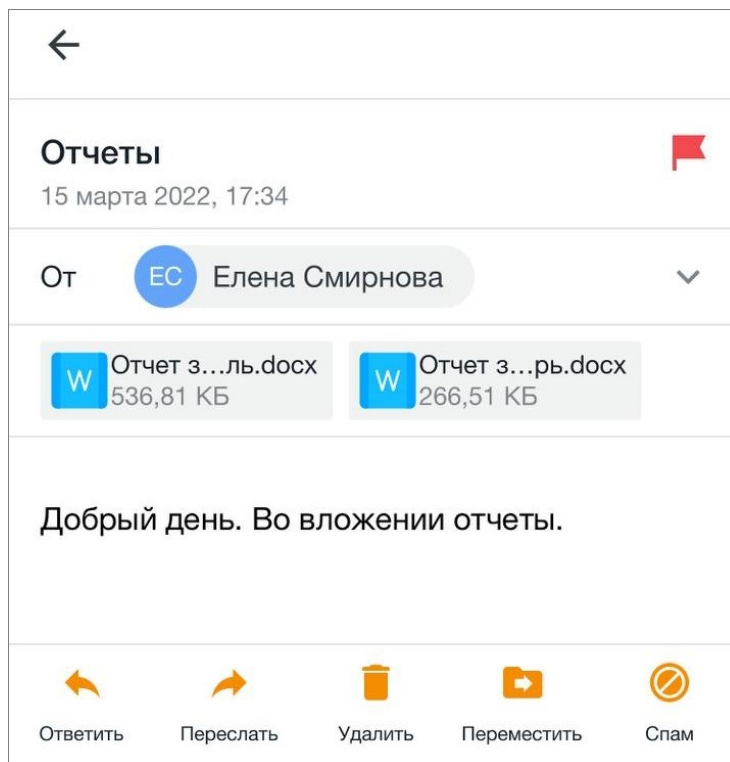 Отчеты
15 марта 2022, 17:34
От ЕС Елена Смирнова
W Отчет з...ль.docx W Отчет з...рь.docx
536,81 КБ 266,51 КБ
Добрый день. Во вложении отчеты.
Ответить Переслать Удалить Переместить Спам